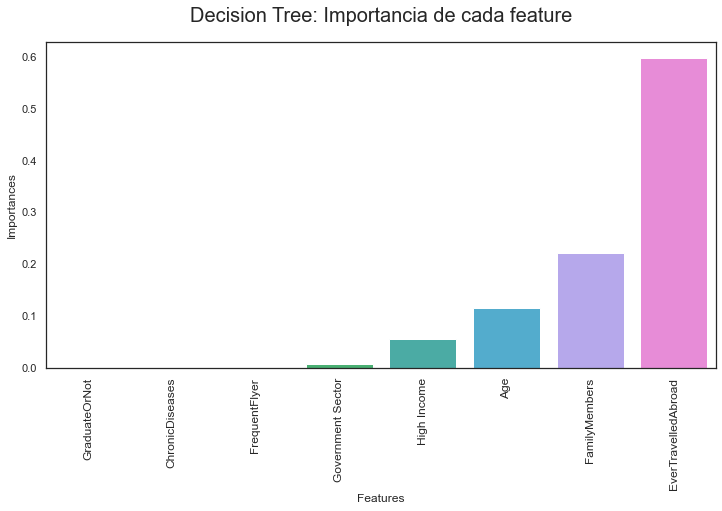 Decision Tree: Importancia de cada feature
Importances
0.6
0.5
0.4
0.3
0.2
0.1
0.0
GraduateOrNot
ChronicDiseases
FrequentFlyer
Government Sector
High Income
Age
FamilyMembers
EverTravelledAbroad
Features